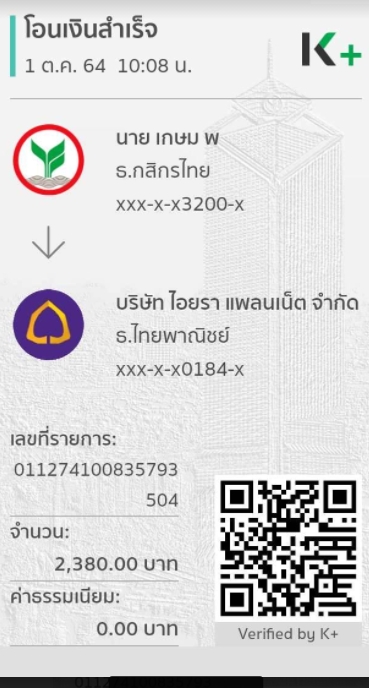 โอนเงินสำเร็จ
1 ต.ค. 64 10:08 น.
K+
นาย เกษม พ
ธ.กสิกรไทย
xxx-x-x3200-x
บริษัท ไอยรา แพลนเน็ต จำกัด
ธ.ไทยพาณิชย์
xxx-x-x0184-x
เลขที่รายการ:
011274100835793
504
จำนวน:
2,380.00 บาท
ค่าธรรมเนียม:
0.00 บาท
Verified by K+